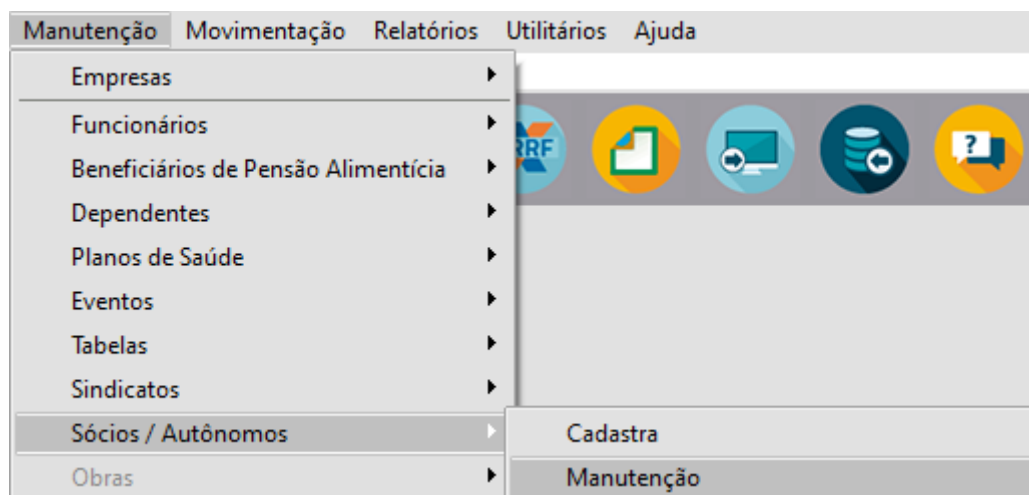 Manutenção Movimentação Relatórios Utilitários Ajuda
Empresas
Funcionários
Beneficiários de Pensão Alimentícia
Dependentes
Planos de Saúde
Eventos
Tabelas
Sindicatos
Sócios / Autônomos
Obras
Cadastra
Manutenção
RRF
?